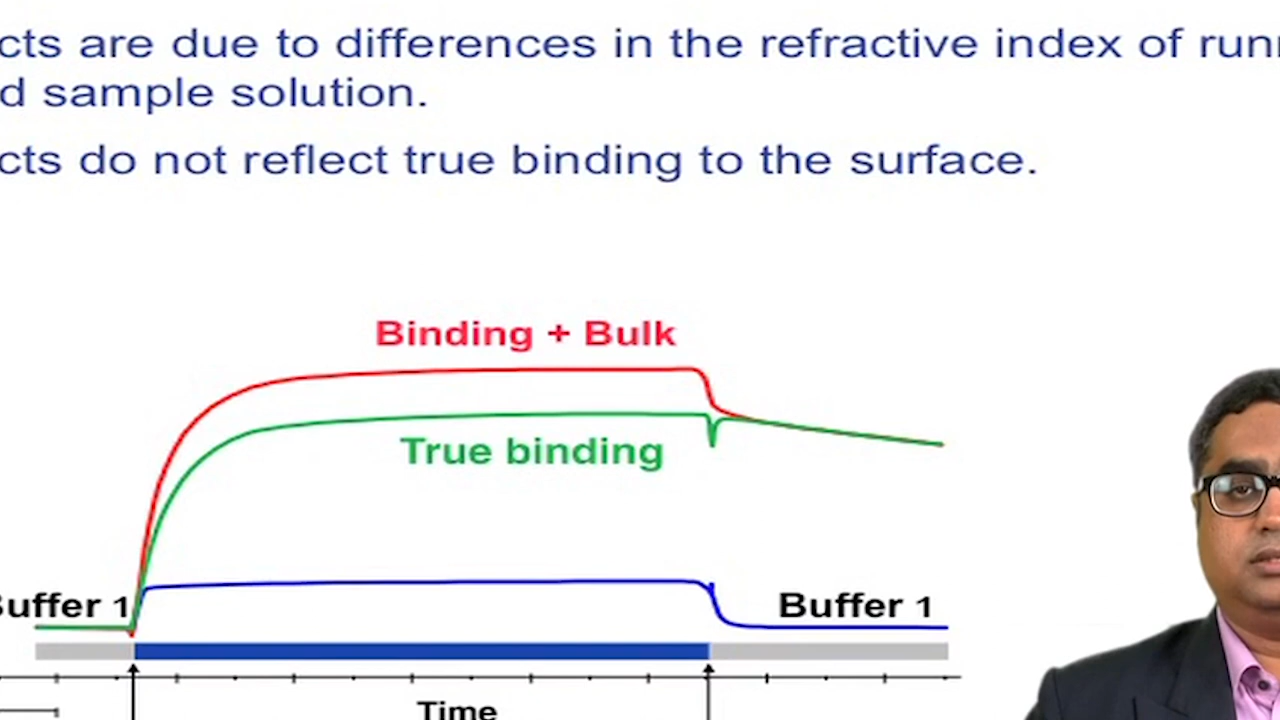 cts are due to differences in the refractive index of runn
d sample solution.
cts do not reflect true binding to the surface.
Binding + Bulk
True binding
Buffer 1
Buffer 1
Time